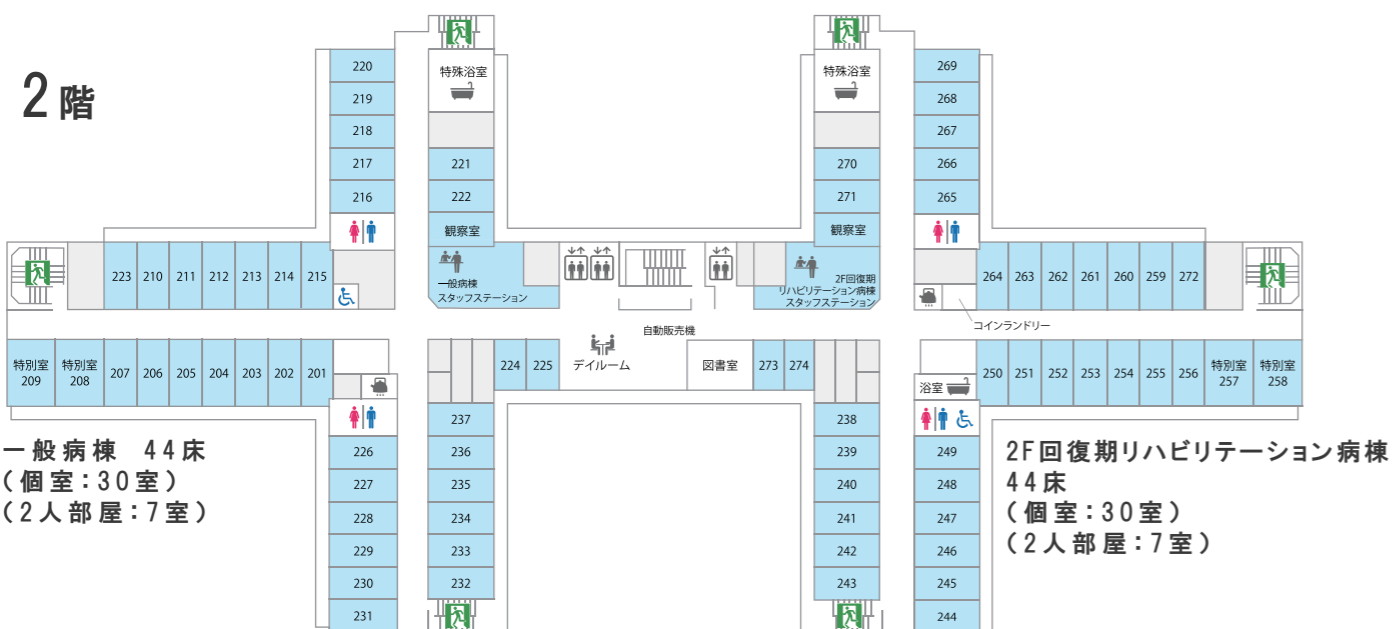 2階
220
219
218
217
216
特殊浴室
221
222
観察室
一般病棟
スタッフステーション
特殊浴室
270
271
観察室
2F回復期
リハビリテーション病棟
スタッフステーション
269
268
267
266
265
223 210 211 212 213 214 215
264 263 262 261 260 259 272
コインランドリー
自動販売機
デイルーム
図書室
特別室
209
特別室
208
207 206 205 204 203 202 201
224 225
273 274
浴室
250 251 252 253 254 255 256
特別室
257
特別室
258
226
227
228
229
230
231
237
236
235
234
233
232
238
239
240
241
242
243
249
248
247
246
245
244
一般病棟 44床
(個室:30室)
(2人部屋:7室)
2F回復期リハビリテーション病棟
44床
(個室:30室)
(2人部屋:7室)